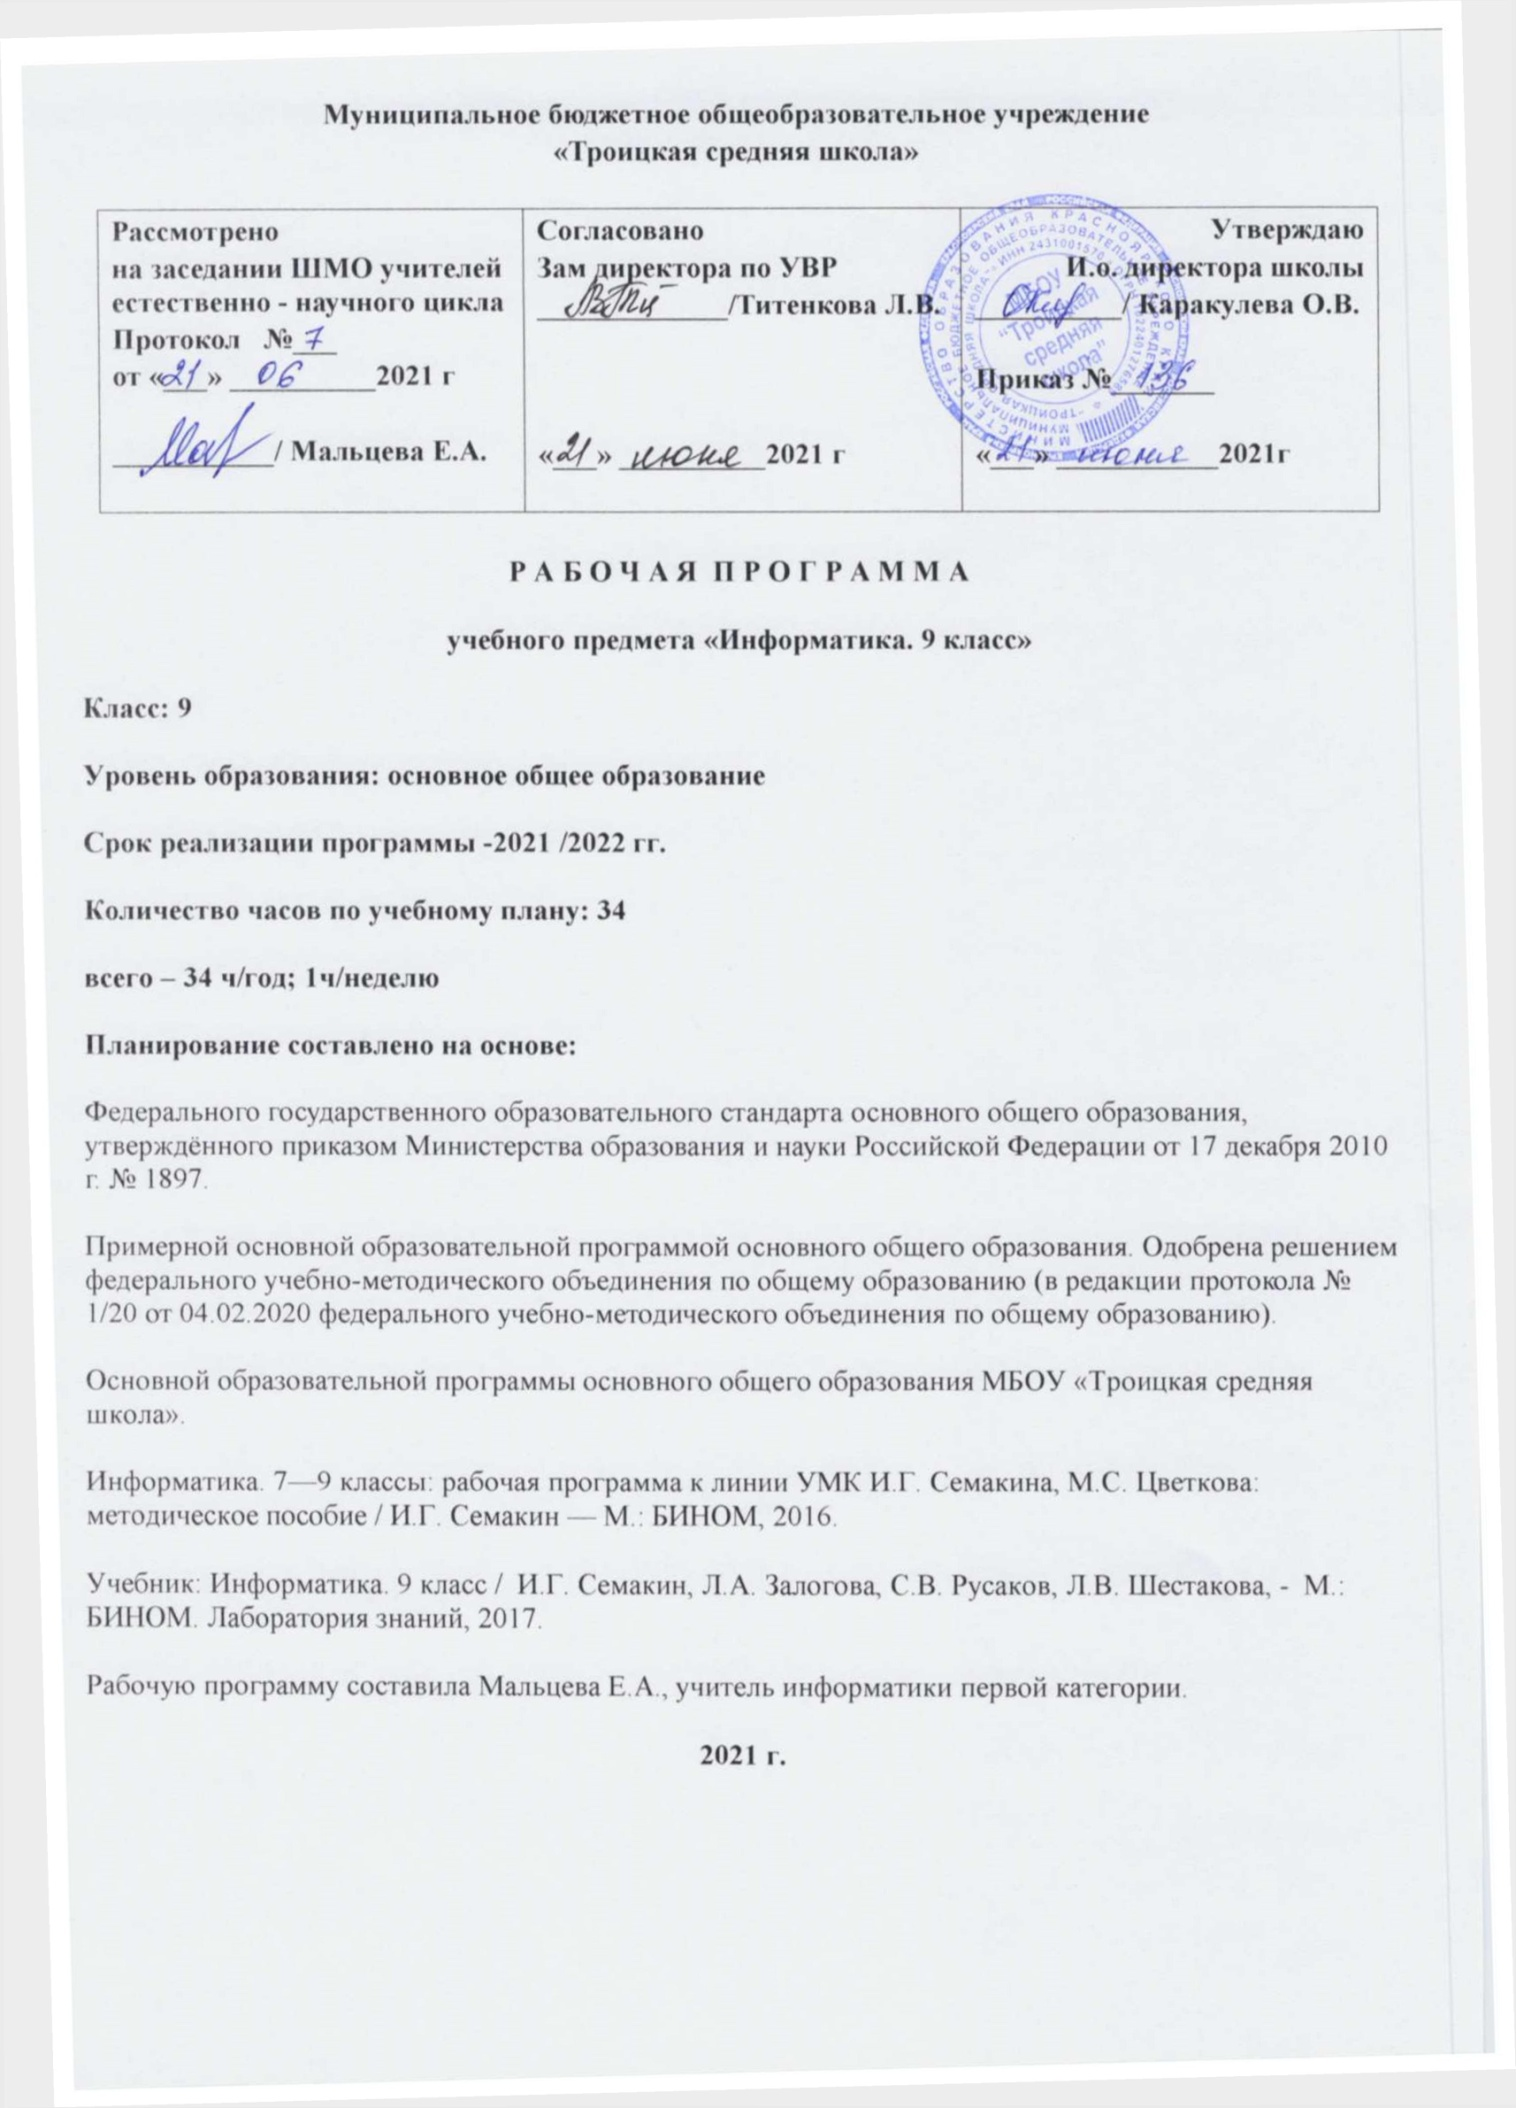 Муниципальное бюджетное общеобразовательное учреждение
«Троицкая средняя школа»
Рассмотрено
на заседании ШМО учителей
естественно - научного цикла
Протокол №7
от «21» 06 2021 г
/ Мальцева Е.А.
Согласовано
Зам директора по УВР
/Титенкова Л.В.
«21» июня 2021 г
Утверждаю
И.о. директора школы
/ Каракулева О.В.
Приказ № 136
«21» июня 2021г
МБОУ
"Троицкая
средняя
школа"
Р А Б О Ч А Я П Р О Г Р А М М А
учебного предмета «Информатика. 9 класс»
Класс: 9
Уровень образования: основное общее образование
Срок реализации программы -2021 /2022 гг.
Количество часов по учебному плану: 34
всего – 34 ч/год; 1ч/неделю
Планирование составлено на основе:
Федерального государственного образовательного стандарта основного общего образования,
утверждённого приказом Министерства образования и науки Российской Федерации от 17 декабря 2010
г. № 1897.
Примерной основной образовательной программой основного общего образования. Одобрена решением
федерального учебно-методического объединения по общему образованию (в редакции протокола №
1/20 от 04.02.2020 федерального учебно-методического объединения по общему образованию).
Основной образовательной программы основного общего образования МБОУ «Троицкая средняя
школа».
Информатика. 7—9 классы: рабочая программа к линии УМК И.Г. Семакина, М.С. Цветкова:
методическое пособие / И.Г. Семакин — М.: БИНОМ, 2016.
Учебник: Информатика. 9 класс / И.Г. Семакин, Л.А. Залогова, С.В. Русаков, Л.В. Шестакова, - М.:
БИНОМ. Лаборатория знаний, 2017.
Рабочую программу составила Мальцева Е.А., учитель информатики первой категории.
2021 г.